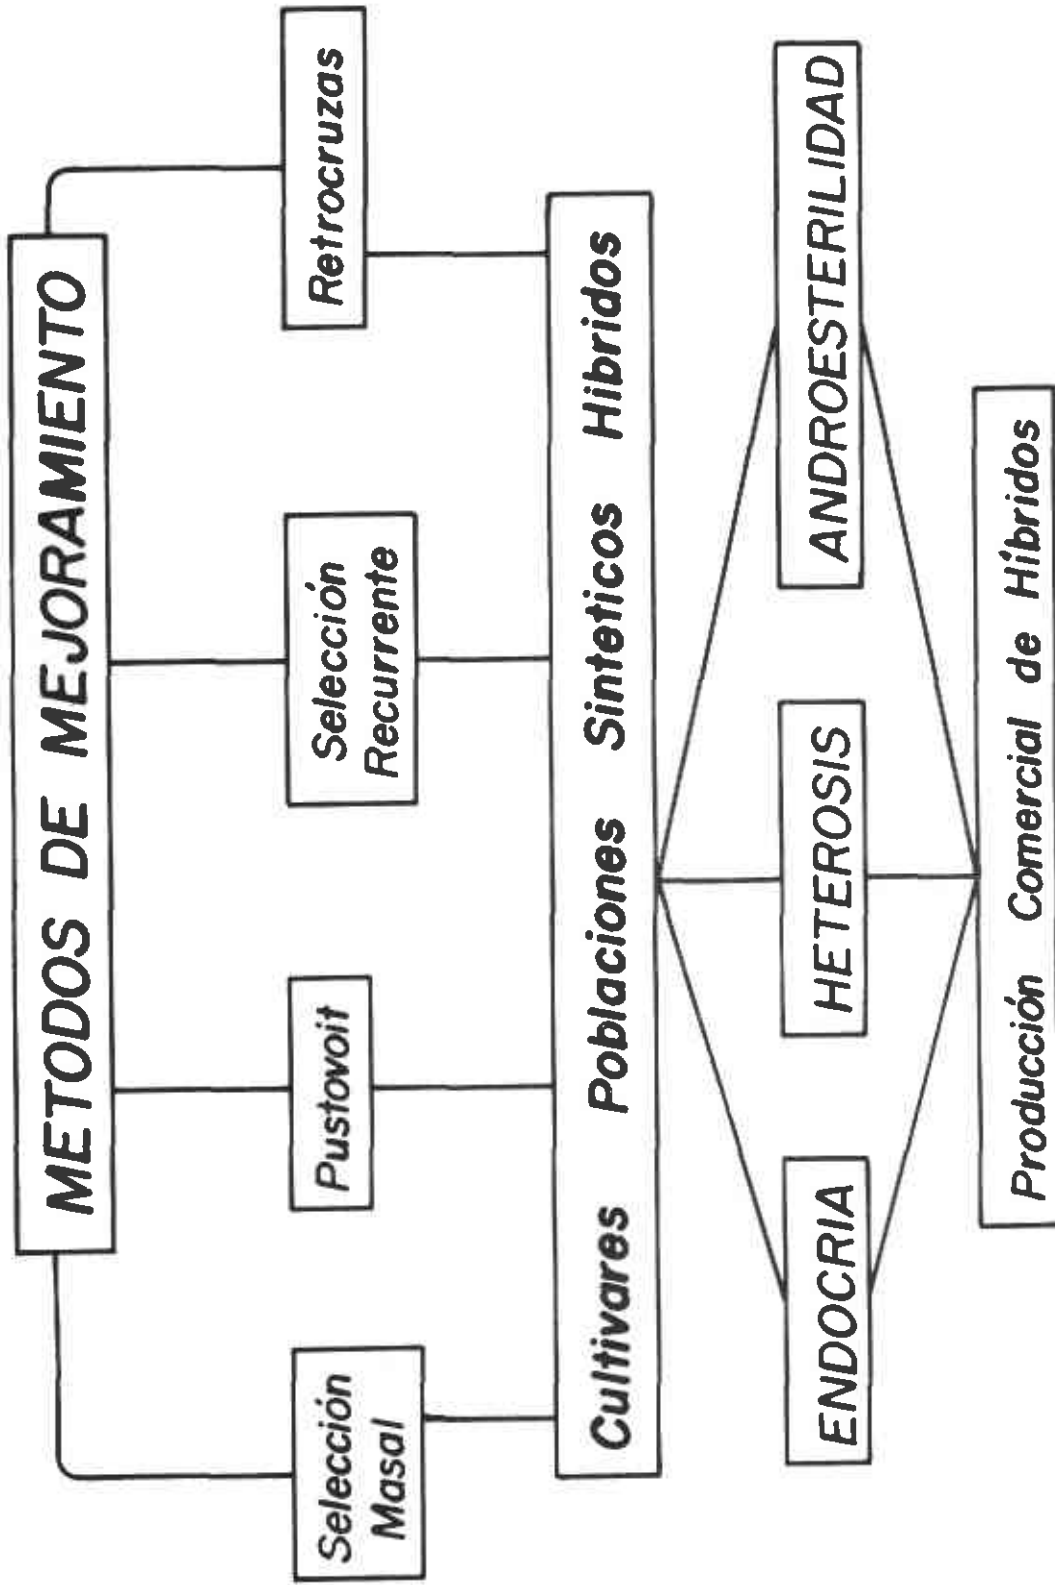 METODOS DE MEJORAMIENTO
Selección
Masal
Pustovoit
Selección
Recurrente
Retrocruzas
Cultivares Poblaciones Sinteticos Hibridos
ENDOCRIA
HETEROSIS
ANDROESTERILIDAD
Producción Comercial de Híbridos